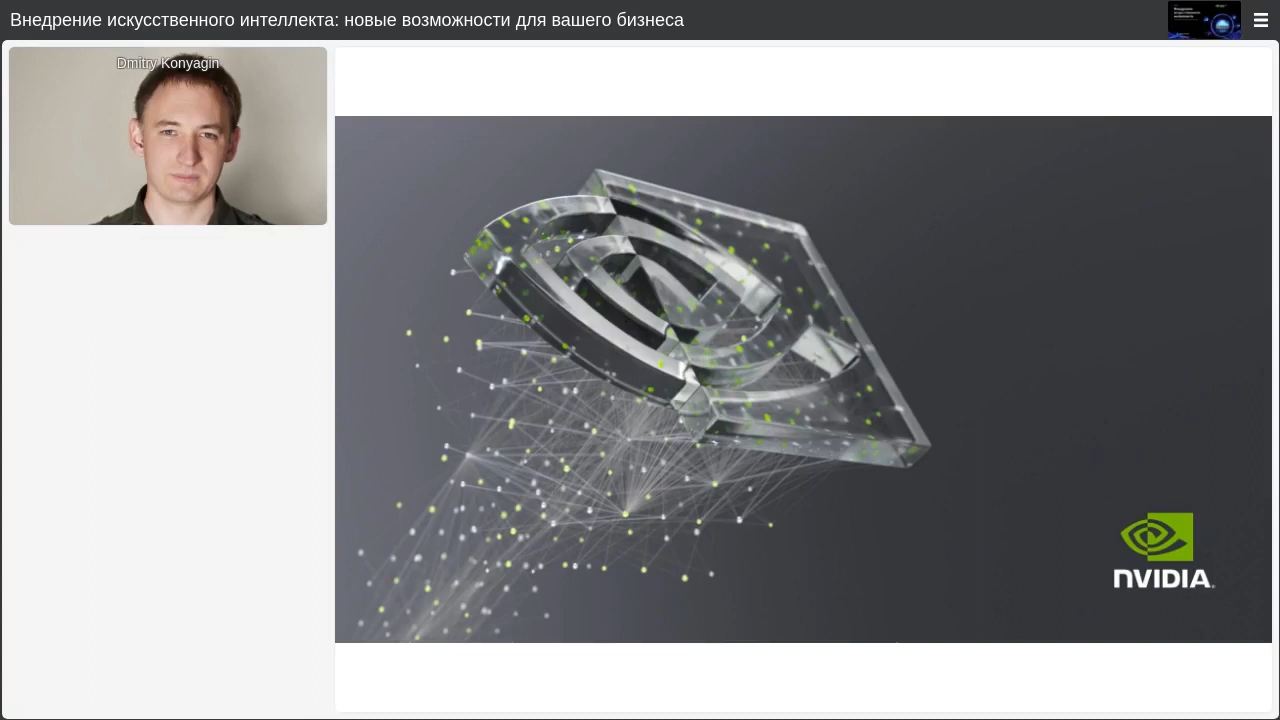 Внедрение искусственного интеллекта: новые возможности для вашего бизнеса
Dmitry Konyagin
NVIDIA